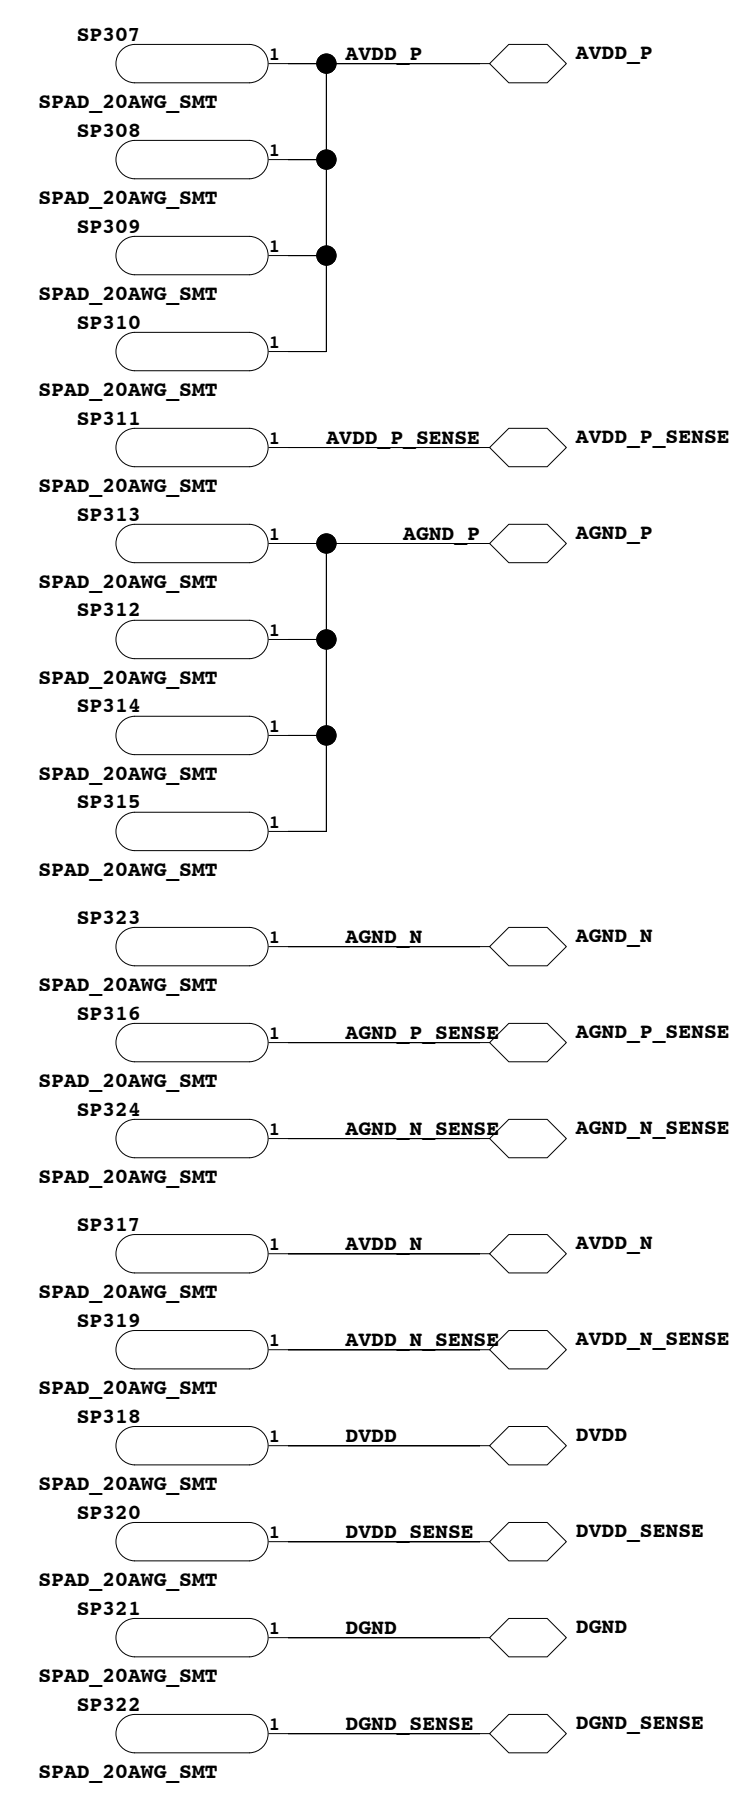 SP307
1 AVDD_P AVDD_P
SPAD_20AWG_SMT
SP308
1
SPAD_20AWG_SMT
SP309
1
SPAD_20AWG_SMT
SP310
1
SPAD_20AWG_SMT
SP311
1 AVDD_P_SENSE AVDD_P_SENSE
SPAD_20AWG_SMT
SP313
1 AGND_P AGND_P
SPAD_20AWG_SMT
SP312
1
SPAD_20AWG_SMT
SP314
1
SPAD_20AWG_SMT
SP315
1
SPAD_20AWG_SMT
SP323
1 AGND_N AGND_N
SPAD_20AWG_SMT
SP316
1 AGND_P_SENSE AGND_P_SENSE
SPAD_20AWG_SMT
SP324
1 AGND_N_SENSE AGND_N_SENSE
SPAD_20AWG_SMT
SP317
1 AVDD_N AVDD_N
SPAD_20AWG_SMT
SP319
1 AVDD_N_SENSE AVDD_N_SENSE
SPAD_20AWG_SMT
SP318
1 DVDD DVDD
SPAD_20AWG_SMT
SP320
1 DVDD_SENSE DVDD_SENSE
SPAD_20AWG_SMT
SP321
1 DGND DGND
SPAD_20AWG_SMT
SP322
1 DGND_SENSE DGND_SENSE
SPAD_20AWG_SMT